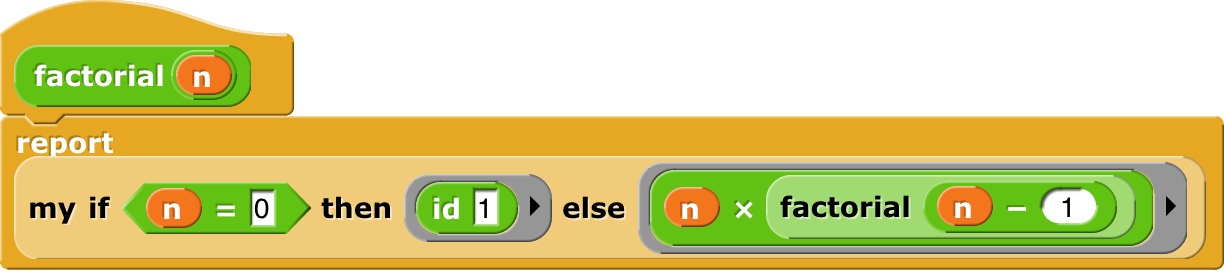 factorial n
report
my if n = 0 then id 1 else n × factorial n − 1